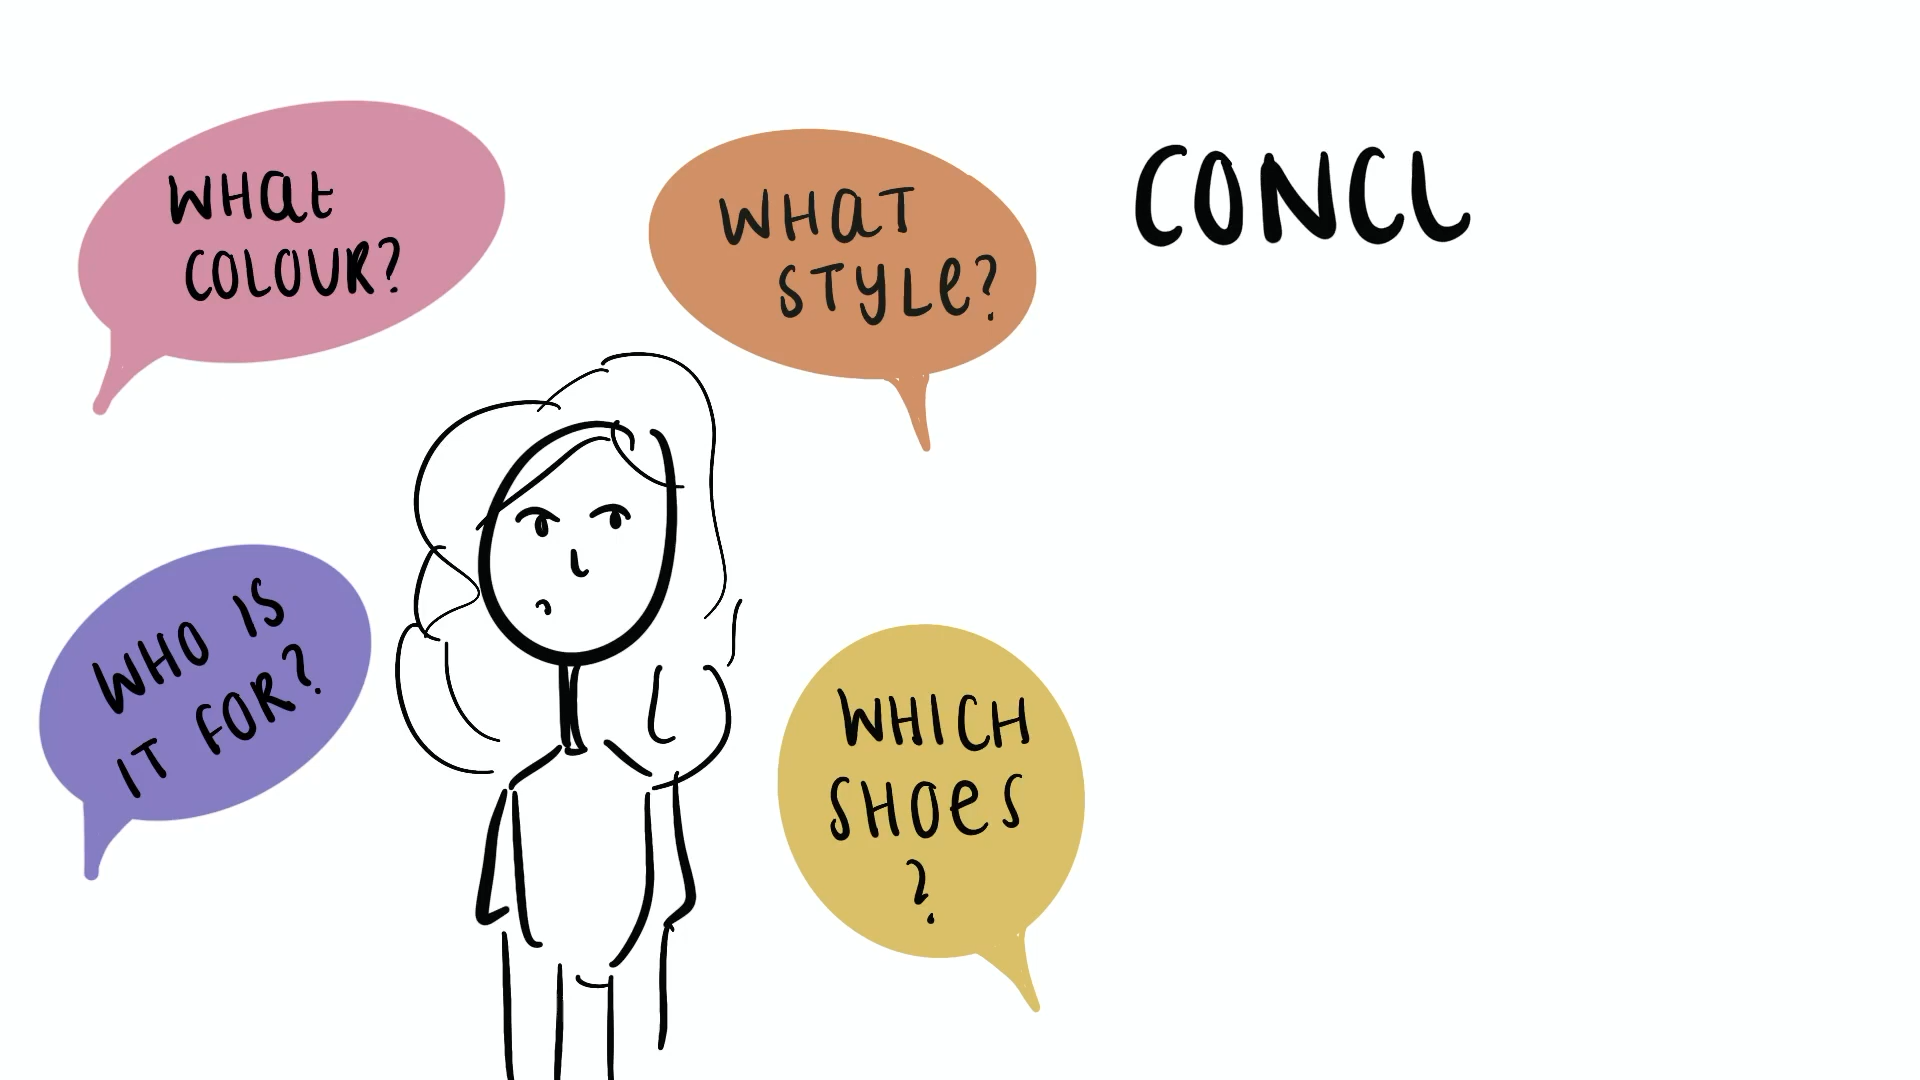 WHat
COLOUR?
WHaT
STyLe?
CONCL
WHO IS
IT FOR?
WHICH
SHOeS
?